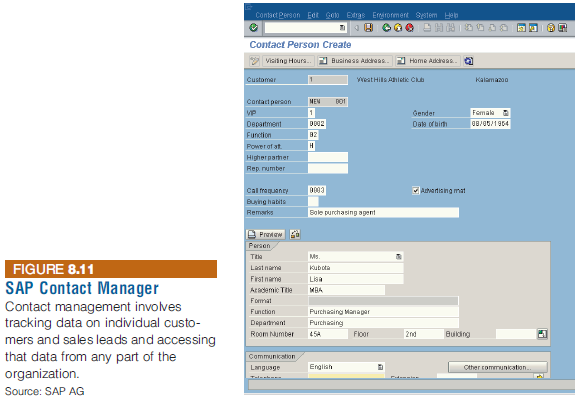 FIGURE 8.11
SAP Contact Manager
Contact management involves
tracking data on individual custo-
mers and sales leads and accessing
that data from any part of the
organization.
Source: SAP AG
Contact Person Edit Goto Extras Environment System Help
Contact Person Create
Visiting Hours... Business Address... Home Address...
Customer 1 West Hills Athletic Club Kalamazoo
Contact person NEW 001
VIP 1 Gender Female
Department 0002 Date of birth 08/05/1964
Function 02
Power of att. H
Higher partner
Rep. number
Call frequency 0003 Advertising mat
Buying habits
Remarks Sole purchasing agent
Preview
Person
Title Ms.
Last name Kubota
First name Lisa
Academic Title MBA
Format
Function Purchasing Manager
Department Purchasing
Room Number 45A Floor 2nd Building
Communication
Language English Other communication...
Telephone Extension